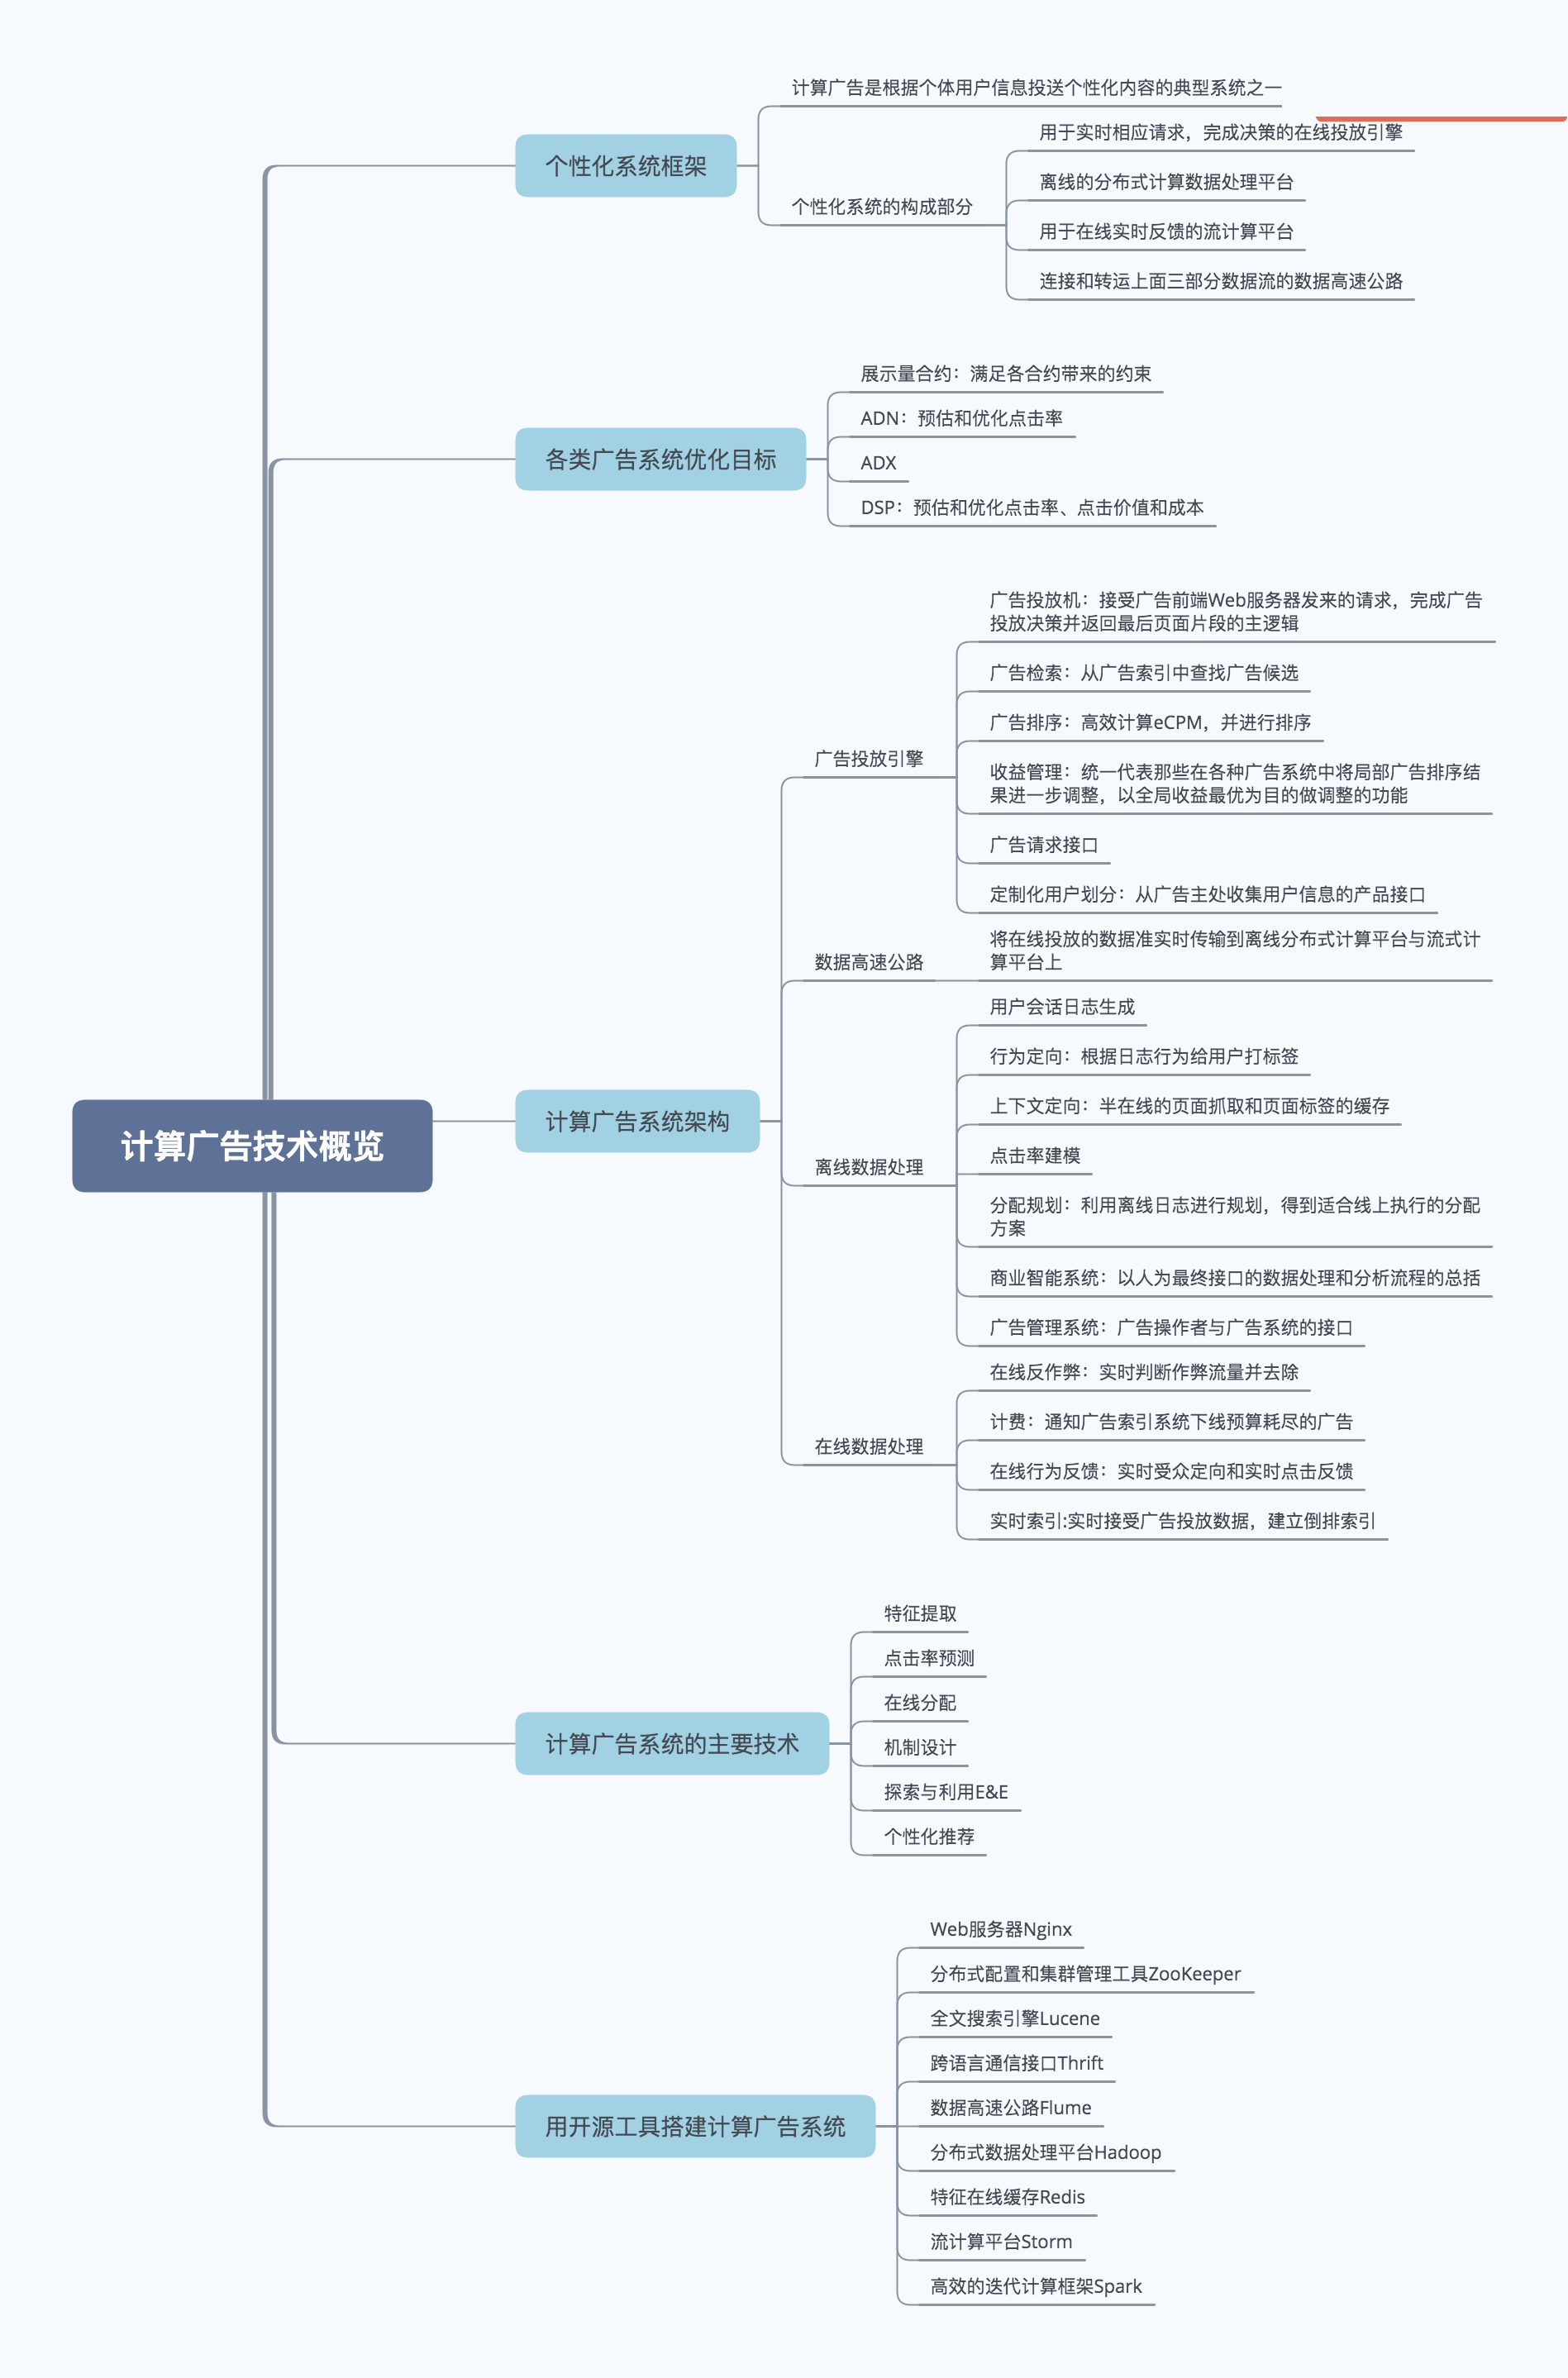 计算广告技术概览
个性化系统框架
计算广告是根据个体用户信息投送个性化内容的典型系统之一
个性化系统的构成部分
用于实时相应请求，完成决策的在线投放引擎
离线的分布式计算数据处理平台
用于在线实时反馈的流计算平台
连接和转运上面三部分数据流的数据高速公路
各类广告系统优化目标
展示量合约：满足各合约带来的约束
ADN：预估和优化点击率
ADX
DSP：预估和优化点击率、点击价值和成本
计算广告系统架构
广告投放引擎
广告投放机：接受广告前端Web服务器发来的请求，完成广告
投放决策并返回最后页面片段的主逻辑
广告检索：从广告索引中查找广告候选
广告排序：高效计算eCPM，并进行排序
收益管理：统一代表那些在各种广告系统中将局部广告排序结
果进一步调整，以全局收益最优为目的做调整的功能
广告请求接口
定制化用户划分：从广告主处收集用户信息的产品接口
数据高速公路
将在线投放的数据准实时传输到离线分布式计算平台与流式计
算平台上
离线数据处理
用户会话日志生成
行为定向：根据日志行为给用户打标签
上下文定向：半在线的页面抓取和页面标签的缓存
点击率建模
分配规划：利用离线日志进行规划，得到适合线上执行的分配
方案
商业智能系统：以人为最终接口的数据处理和分析流程的总括
广告管理系统：广告操作者与广告系统的接口
在线数据处理
在线反作弊：实时判断作弊流量并去除
计费：通知广告索引系统下线预算耗尽的广告
在线行为反馈：实时受众定向和实时点击反馈
实时索引:实时接受广告投放数据，建立倒排索引
计算广告系统的主要技术
特征提取
点击率预测
在线分配
机制设计
探索与利用E&E
个性化推荐
用开源工具搭建计算广告系统
Web服务器Nginx
分布式配置和集群管理工具ZooKeeper
全文搜索引擎Lucene
跨语言通信接口Thrift
数据高速公路Flume
分布式数据处理平台Hadoop
特征在线缓存Redis
流计算平台Storm
高效的迭代计算框架Spark